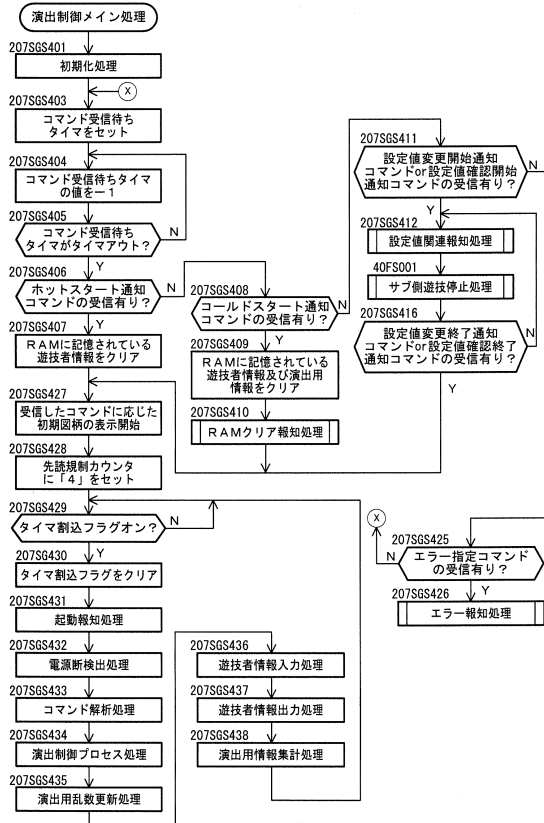 演出制御メイン処理
207SGS401
初期化処理
X
207SGS403
コマンド受信待ち
タイマをセット
207SGS404
コマンド受信待ちタイマ
の値を－１
207SGS405
コマンド受信待ち
タイマがタイマアウト？
N
Y
207SGS406
ホットスタート通知
コマンドの受信有り？
N
Y
207SGS407
ＲＡＭに記憶されている
遊技者情報をクリア
207SGS408
コールドスタート通知
コマンドの受信有り？
N
Y
207SGS409
ＲＡＭに記憶されている
遊技者情報及び演出用
情報をクリア
207SGS410
ＲＡＭクリア報知処理
207SGS411
設定値変更開始通知
コマンドor設定値確認開始
通知コマンドの受信有り？
N
Y
207SGS412
設定値関連報知処理
40FS001
サブ側遊技停止処理
207SGS416
設定値変更終了通知
コマンドor設定値確認終了
通知コマンドの受信有り？
N
Y
207SGS427
受信したコマンドに応じた
初期図柄の表示開始
207SGS428
先読規制カウンタ
に「４」をセット
207SGS429
タイマ割込フラグオン？
N
Y
207SG430
タイマ割込フラグをクリア
207SGS431
起動報知処理
207SGS432
電源断検出処理
207SGS433
コマンド解析処理
207SGS434
演出制御プロセス処理
207SGS435
演出用乱数更新処理
207SGS436
遊技者情報入力処理
207SGS437
遊技者情報出力処理
207SGS438
演出用情報集計処理
X
207SGS425
エラー指定コマンド
の受信有り？
N
Y
207SGS426
エラー報知処理